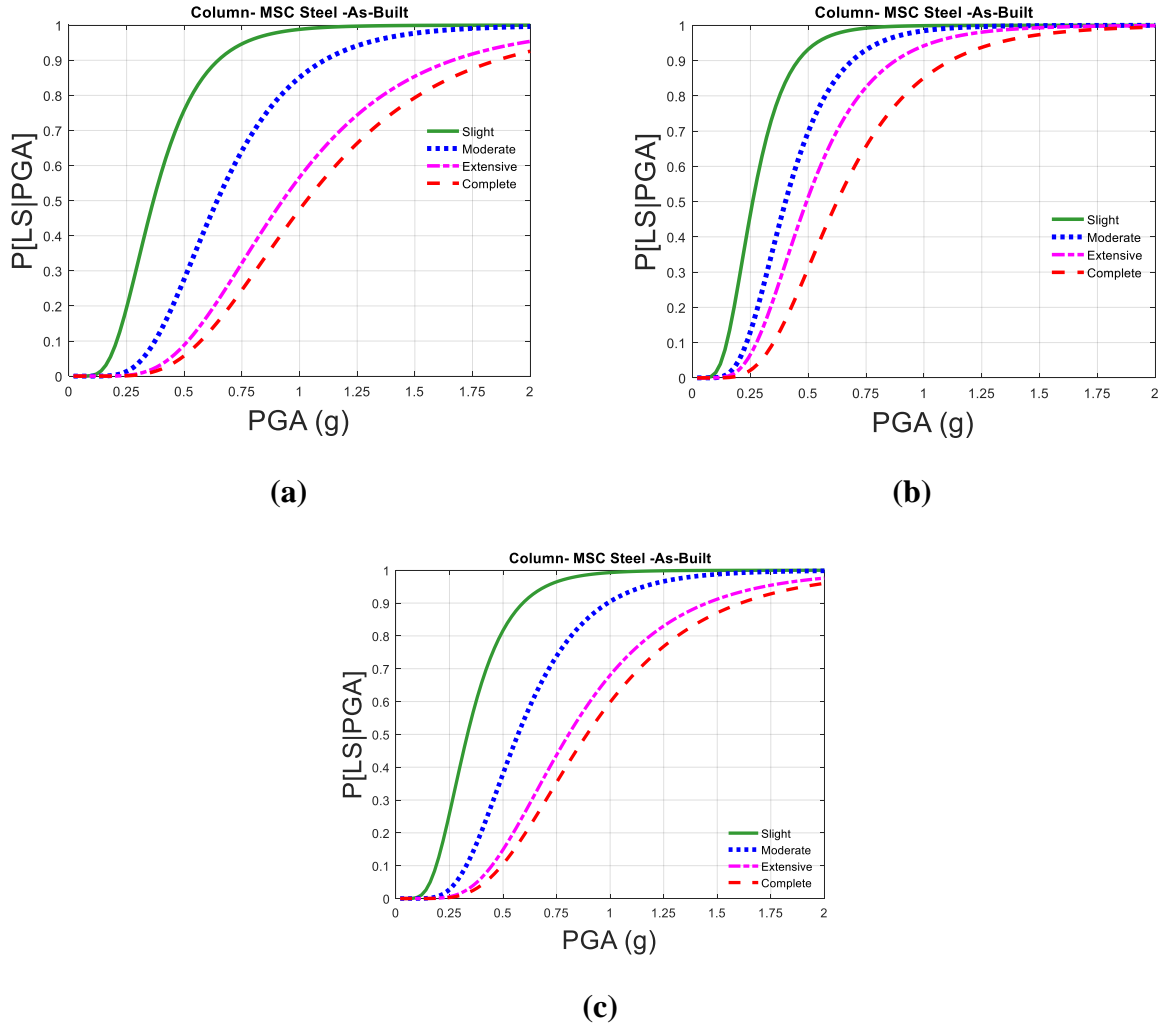 Column- MSC Steel -As-Built
1
0.9
0.8
0.7
0.6
0.5
0.4
0.3
0.2
0.1
0
P[LS|PGA]
Slight
Moderate
Extensive
Complete
0 0.25 0.5 0.75 1 1.25 1.5 1.75 2
PGA (g)
(a)
Column- MSC Steel -As-Built
1
0.9
0.8
0.7
0.6
0.5
0.4
0.3
0.2
0.1
0
P[LS|PGA]
Slight
Moderate
Extensive
Complete
0 0.25 0.5 0.75 1 1.25 1.5 1.75 2
PGA (g)
(b)
Column- MSC Steel -As-Built
1
0.9
0.8
0.7
0.6
0.5
0.4
0.3
0.2
0.1
0
P[LS|PGA]
Slight
Moderate
Extensive
Complete
0 0.25 0.5 0.75 1 1.25 1.5 1.75 2
PGA (g)
(c)